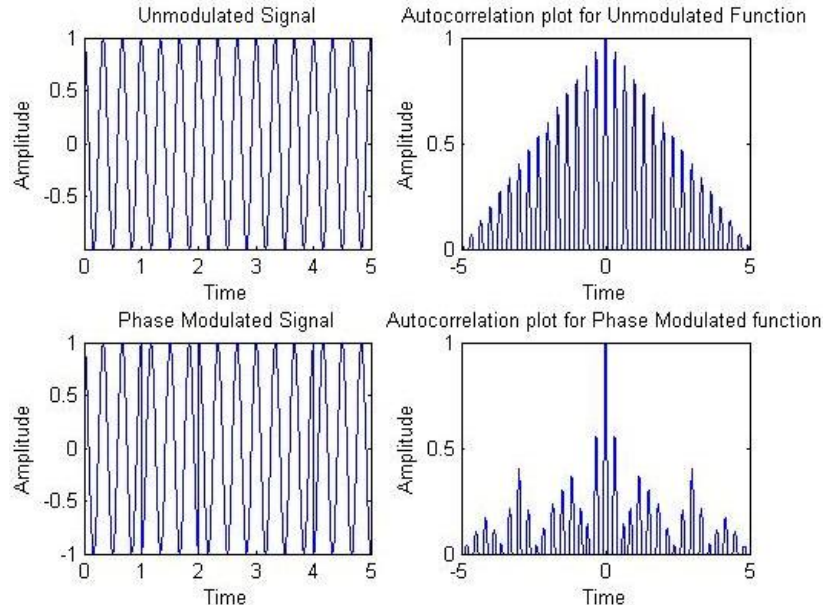 Unmodulated Signal
Autocorrelation plot for Unmodulated Function
1
0.5
0
-0.5
Amplitude
0 1 2 3 4 5
Time
1
0.5
0
Amplitude
-5 0 5
Time
Phase Modulated Signal
Autocorrelation plot for Phase Modulated function
1
0.5
0
-0.5
-1
Amplitude
0 1 2 3 4 5
Time
1
0.5
0
Amplitude
-5 0 5
Time